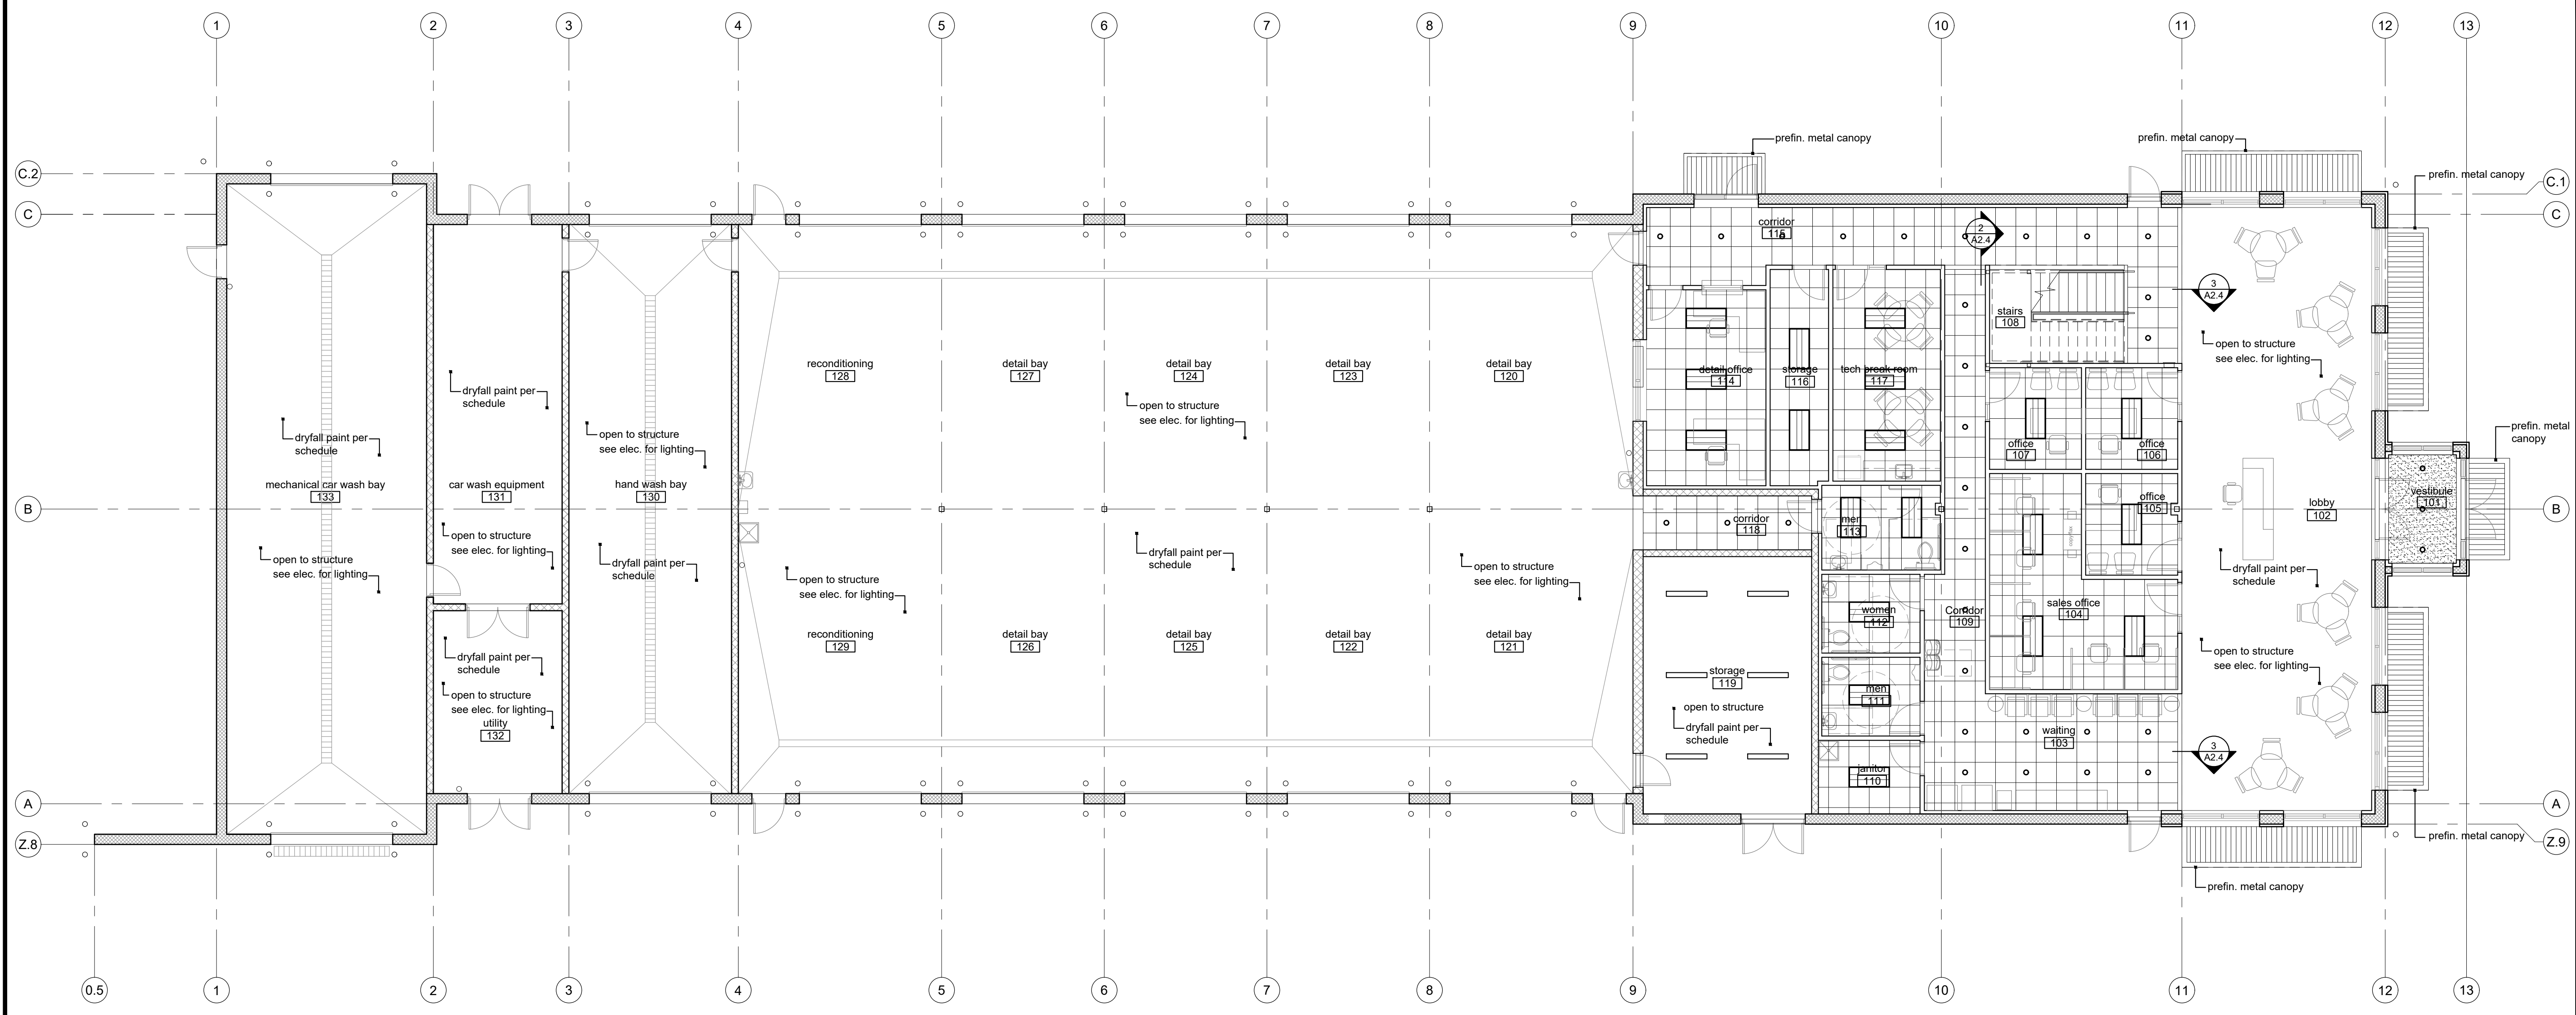 1
2
3
4
5
6
7
8
9
10
11
12
13
prefin. metal canopy
prefin. metal canopy
prefin. metal canopy
C.2
C.1
C
C
corridor
115
2
A2.4
3
A2.4
stairs
108
open to structure
see elec. for lighting
reconditioning
128
detail bay
127
detail bay
124
detail bay
123
detail bay
120
detail office
114
storage
116
tech break room
117
dryfall paint per
schedule
open to structure
see elec. for lighting
open to structure
see elec. for lighting
dryfall paint per
schedule
office
107
office
106
prefin. metal
canopy
mechanical car wash bay
133
car wash equipment
131
hand wash bay
130
office
105
lobby
102
vestibule
101
B
B
corridor
118
men
113
copy/fax
open to structure
see elec. for lighting
open to structure
see elec. for lighting
dryfall paint per
schedule
dryfall paint per
schedule
open to structure
see elec. for lighting
open to structure
see elec. for lighting
dryfall paint per
schedule
women
112
Corridor
109
sales office
104
reconditioning
129
detail bay
126
detail bay
125
detail bay
122
detail bay
121
dryfall paint per
schedule
open to structure
see elec. for lighting
open to structure
see elec. for lighting
utility
132
storage
119
open to structure
dryfall paint per
schedule
men
111
waiting
103
janitor
110
3
A2.4
A
A
Z.8
Z.9
prefin. metal canopy
prefin. metal canopy
0.5
1
2
3
4
5
6
7
8
9
10
11
12
13